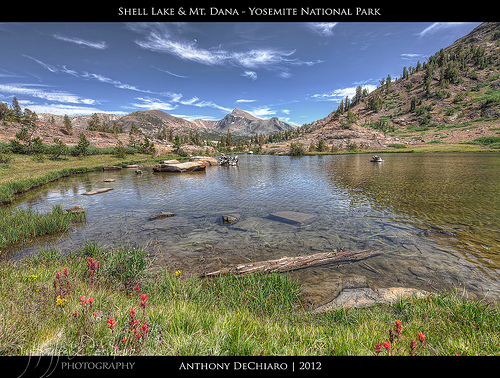 Shell Lake & Mt. Dana - Yosemite National Park
Photography
Anthony DeChiaro | 2012